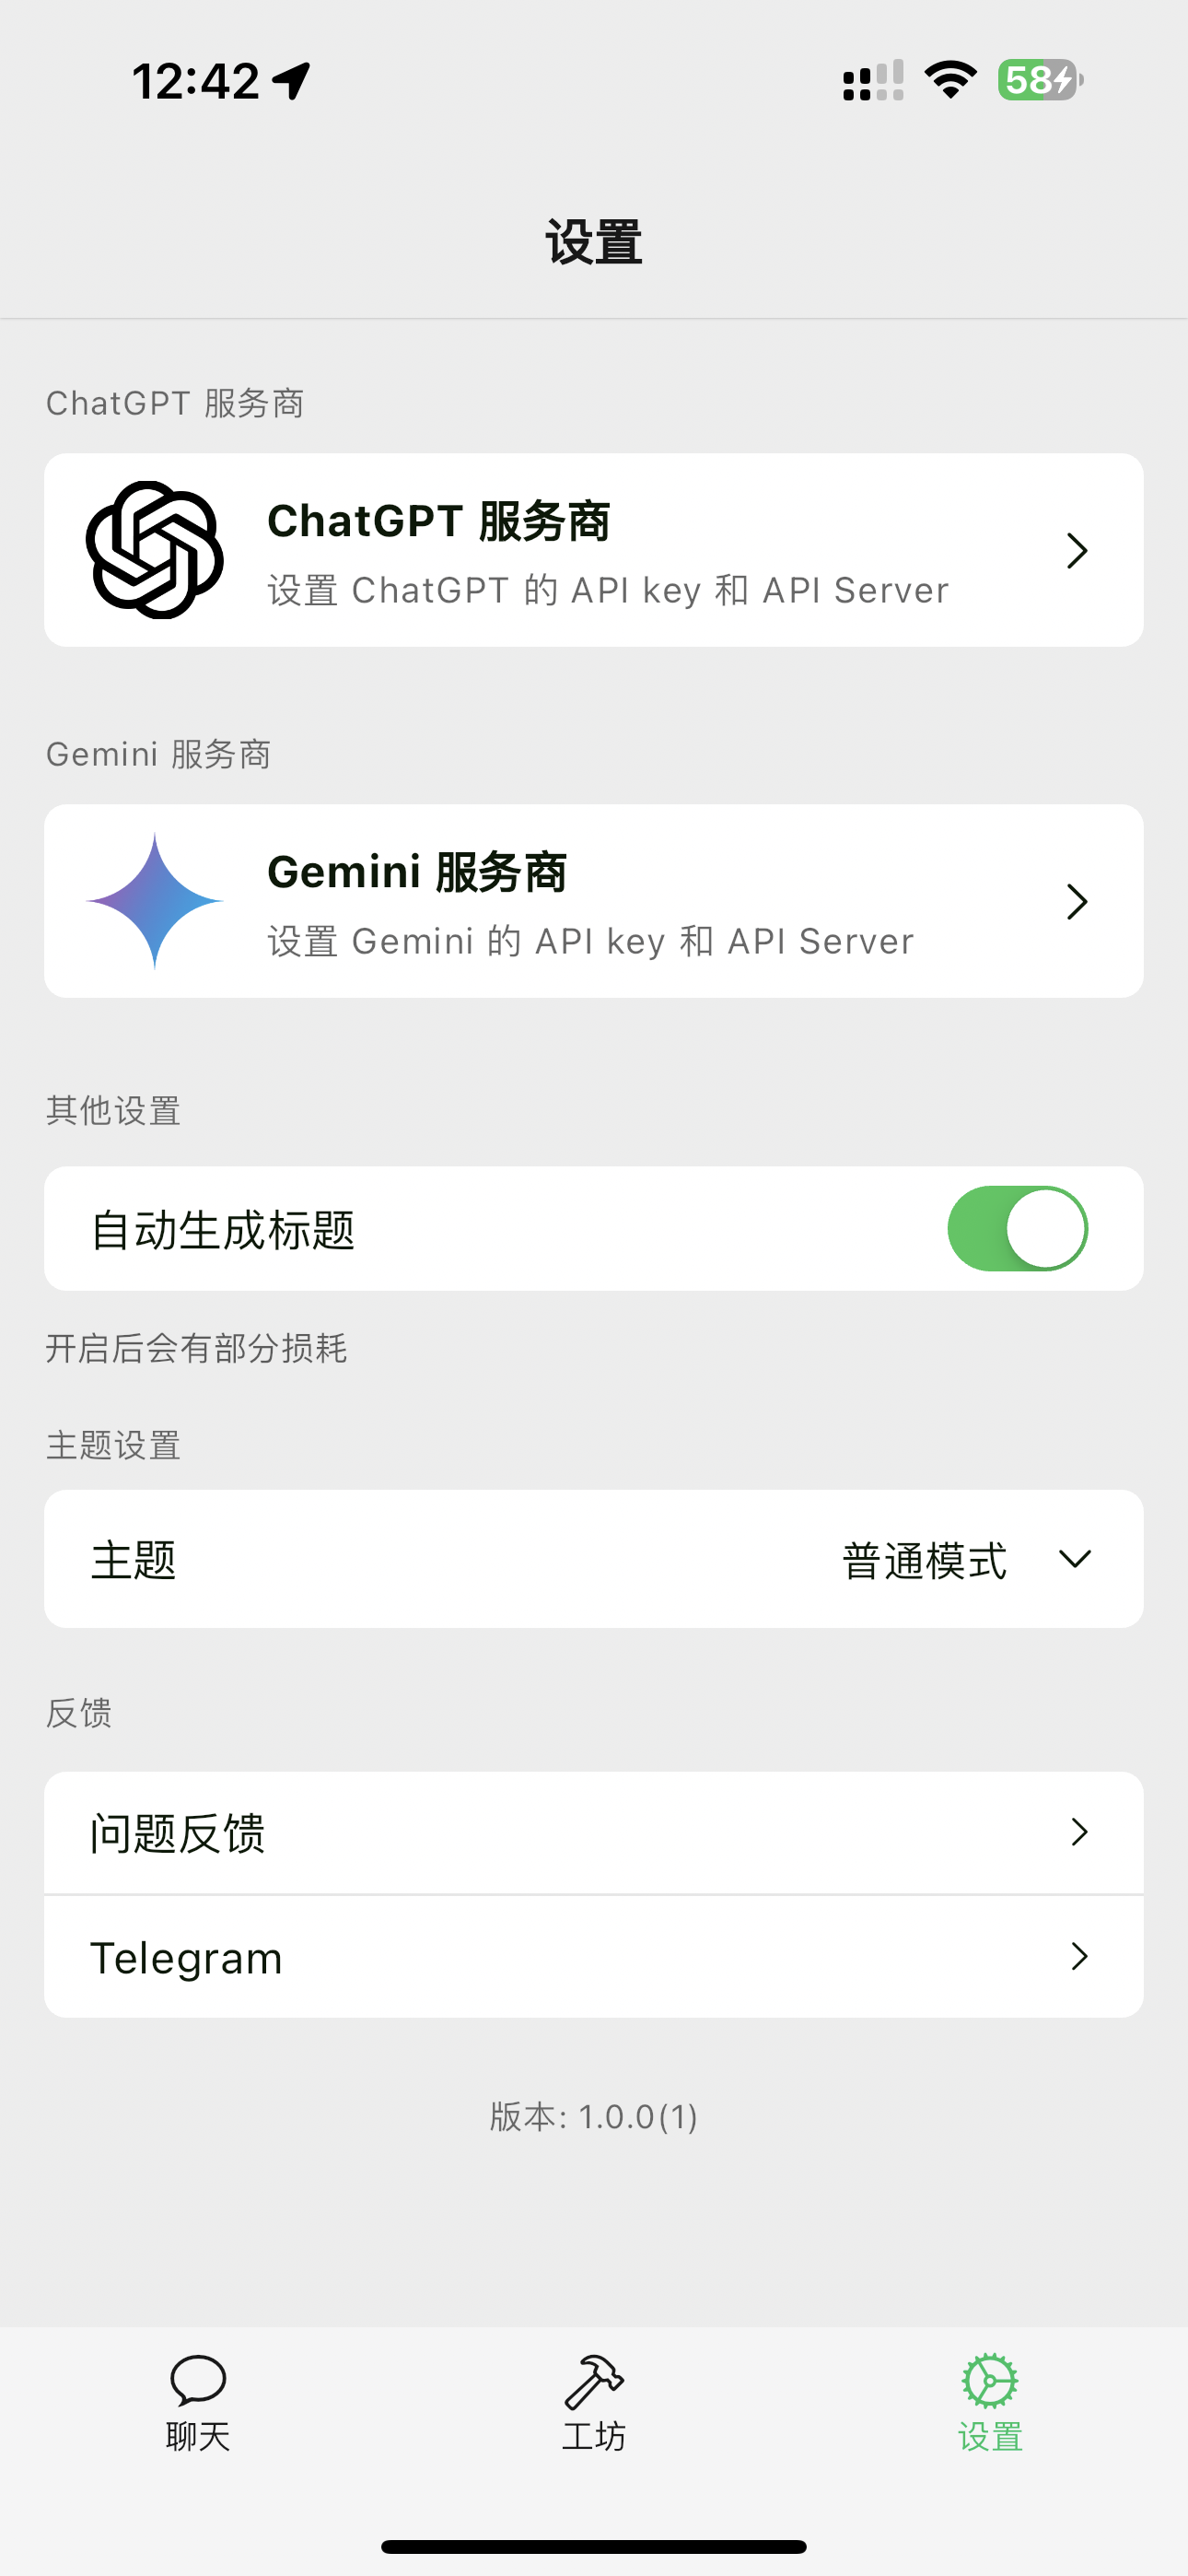 12:42
58
设置
ChatGPT 服务商
ChatGPT 服务商
设置 ChatGPT 的 API key 和 API Server
Gemini 服务商
Gemini 服务商
设置 Gemini 的 API key 和 API Server
其他设置
自动生成标题
开启后会有部分损耗
主题设置
主题 普通模式
反馈
问题反馈
Telegram
版本: 1.0.0(1)
聊天 工坊 设置